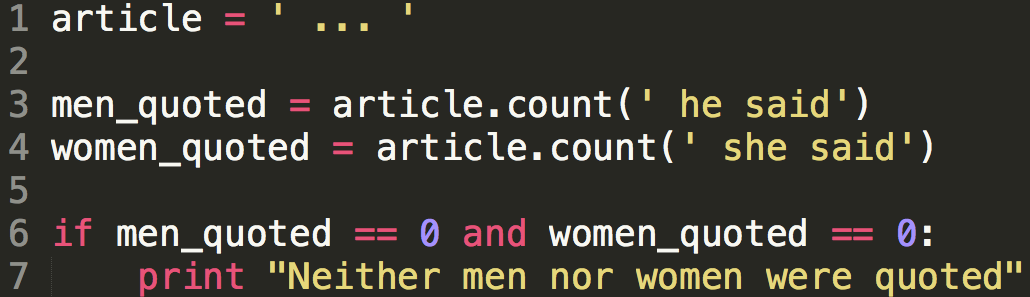 1 article = ' ... '
2
3 men_quoted = article.count(' he said')
4 women_quoted = article.count(' she said')
5
6 if men_quoted == 0 and women_quoted == 0:
7     print "Neither men nor women were quoted"